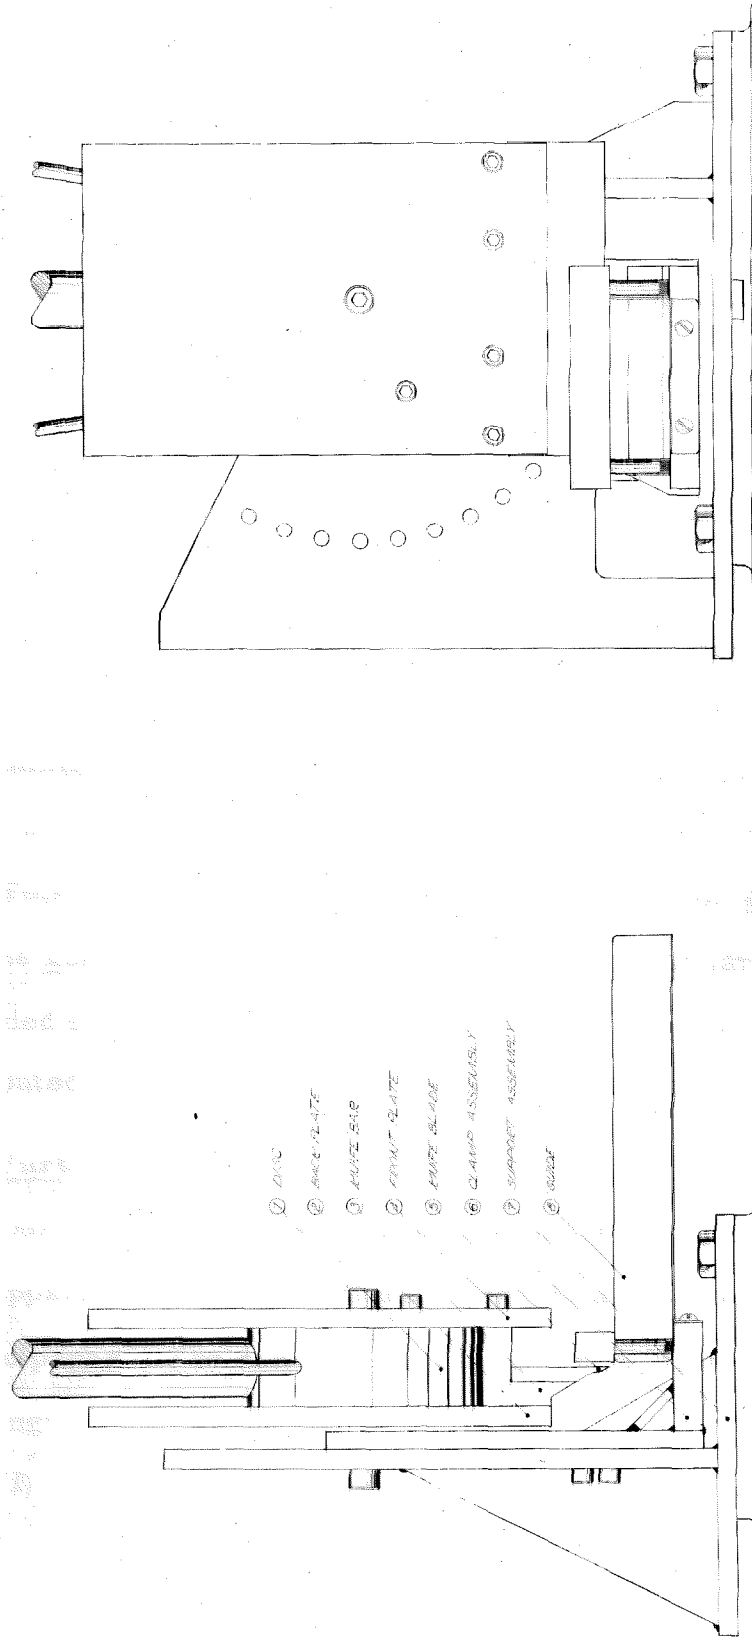 ① DISC
② BACK PLATE
③ KNIFE BAR
④ FRONT PLATE
⑤ KNIFE BLADE
⑥ CLAMP ASSEMBLY
⑦ SUPPORT ASSEMBLY
⑧ GUIDE